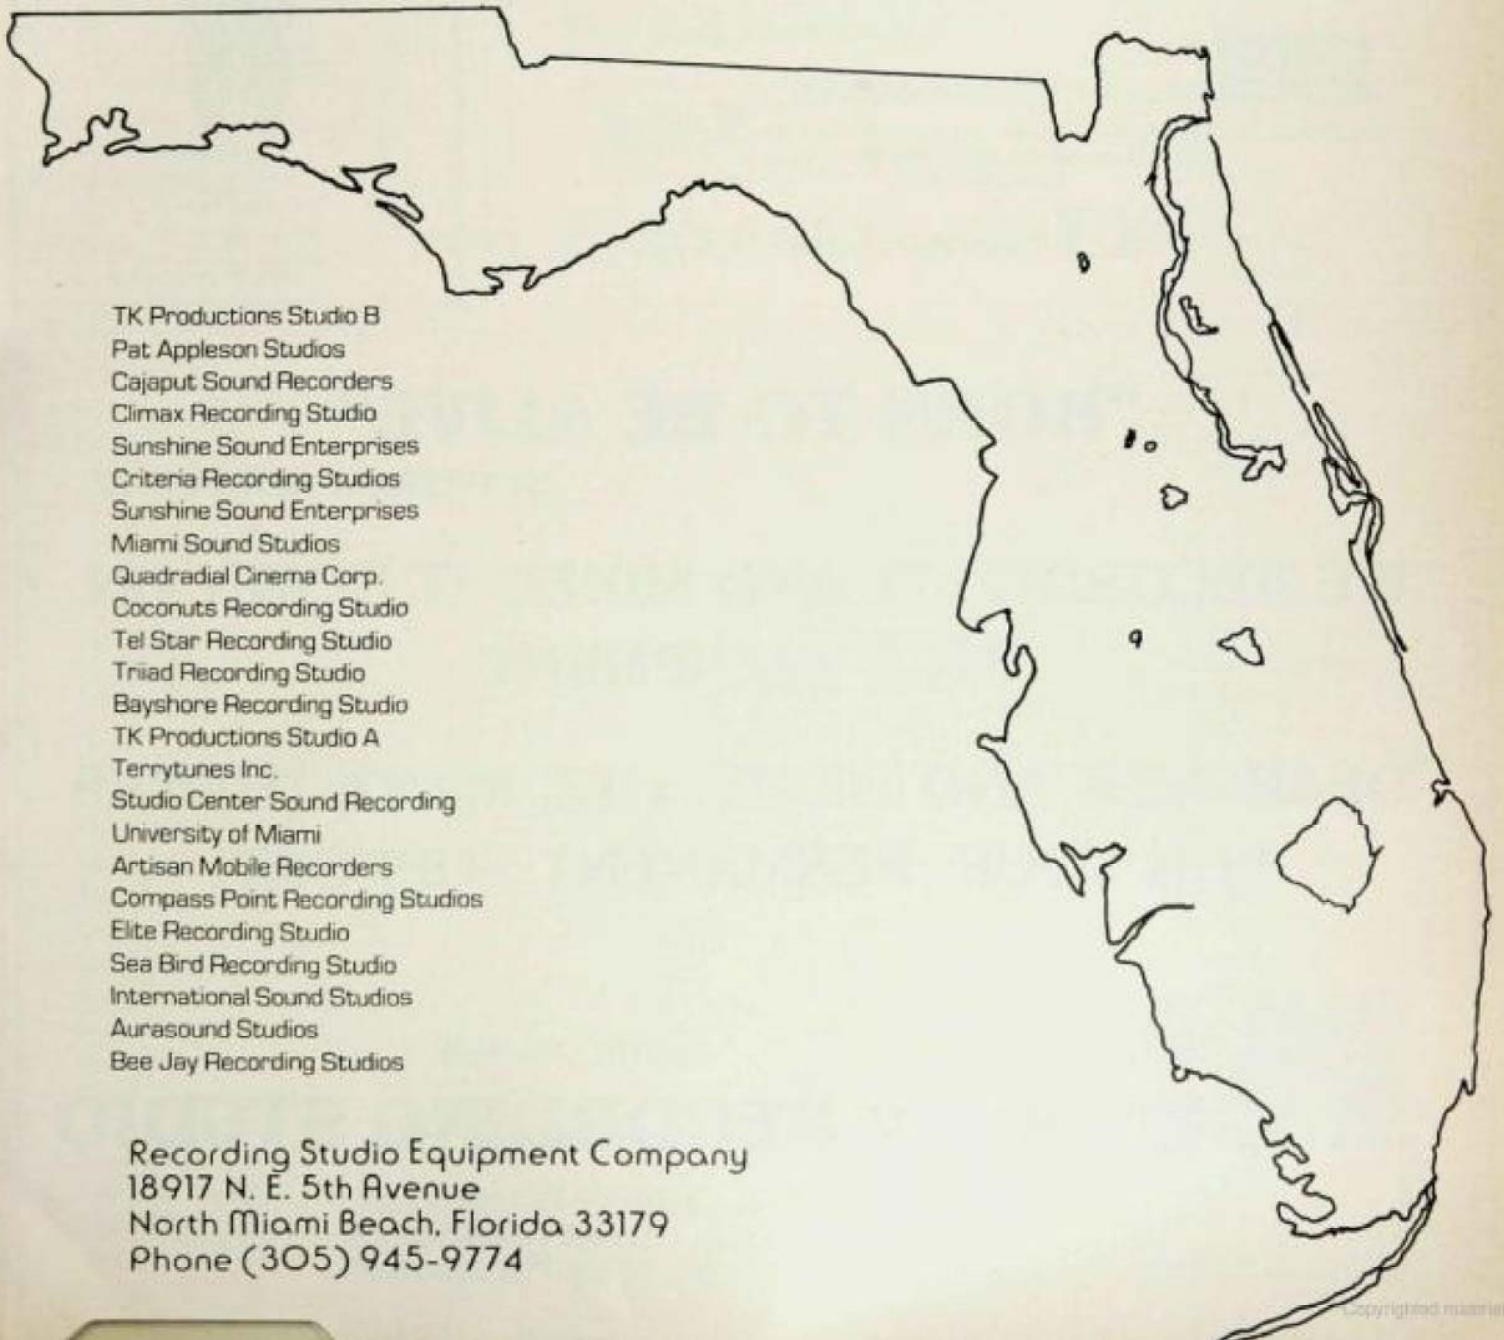 TK Productions Studio B
Pat Appleson Studios
Cajaput Sound Recorders
Climax Recording Studio
Sunshine Sound Enterprises
Criteria Recording Studios
Sunshine Sound Enterprises
Miami Sound Studios
Quadradial Cinema Corp.
Coconuts Recording Studio
Tel Star Recording Studio
Triiad Recording Studio
Bayshore Recording Studio
TK Productions Studio A
Terrytunes Inc.
Studio Center Sound Recording
University of Miami
Artisan Mobile Recorders
Compass Point Recording Studios
Elite Recording Studio
Sea Bird Recording Studio
International Sound Studios
Aurasound Studios
Bee Jay Recording Studios
Recording Studio Equipment Company
18917 N. E. 5th Avenue
North Miami Beach, Florida 33179
Phone (305) 945-9774
Copyrighted material